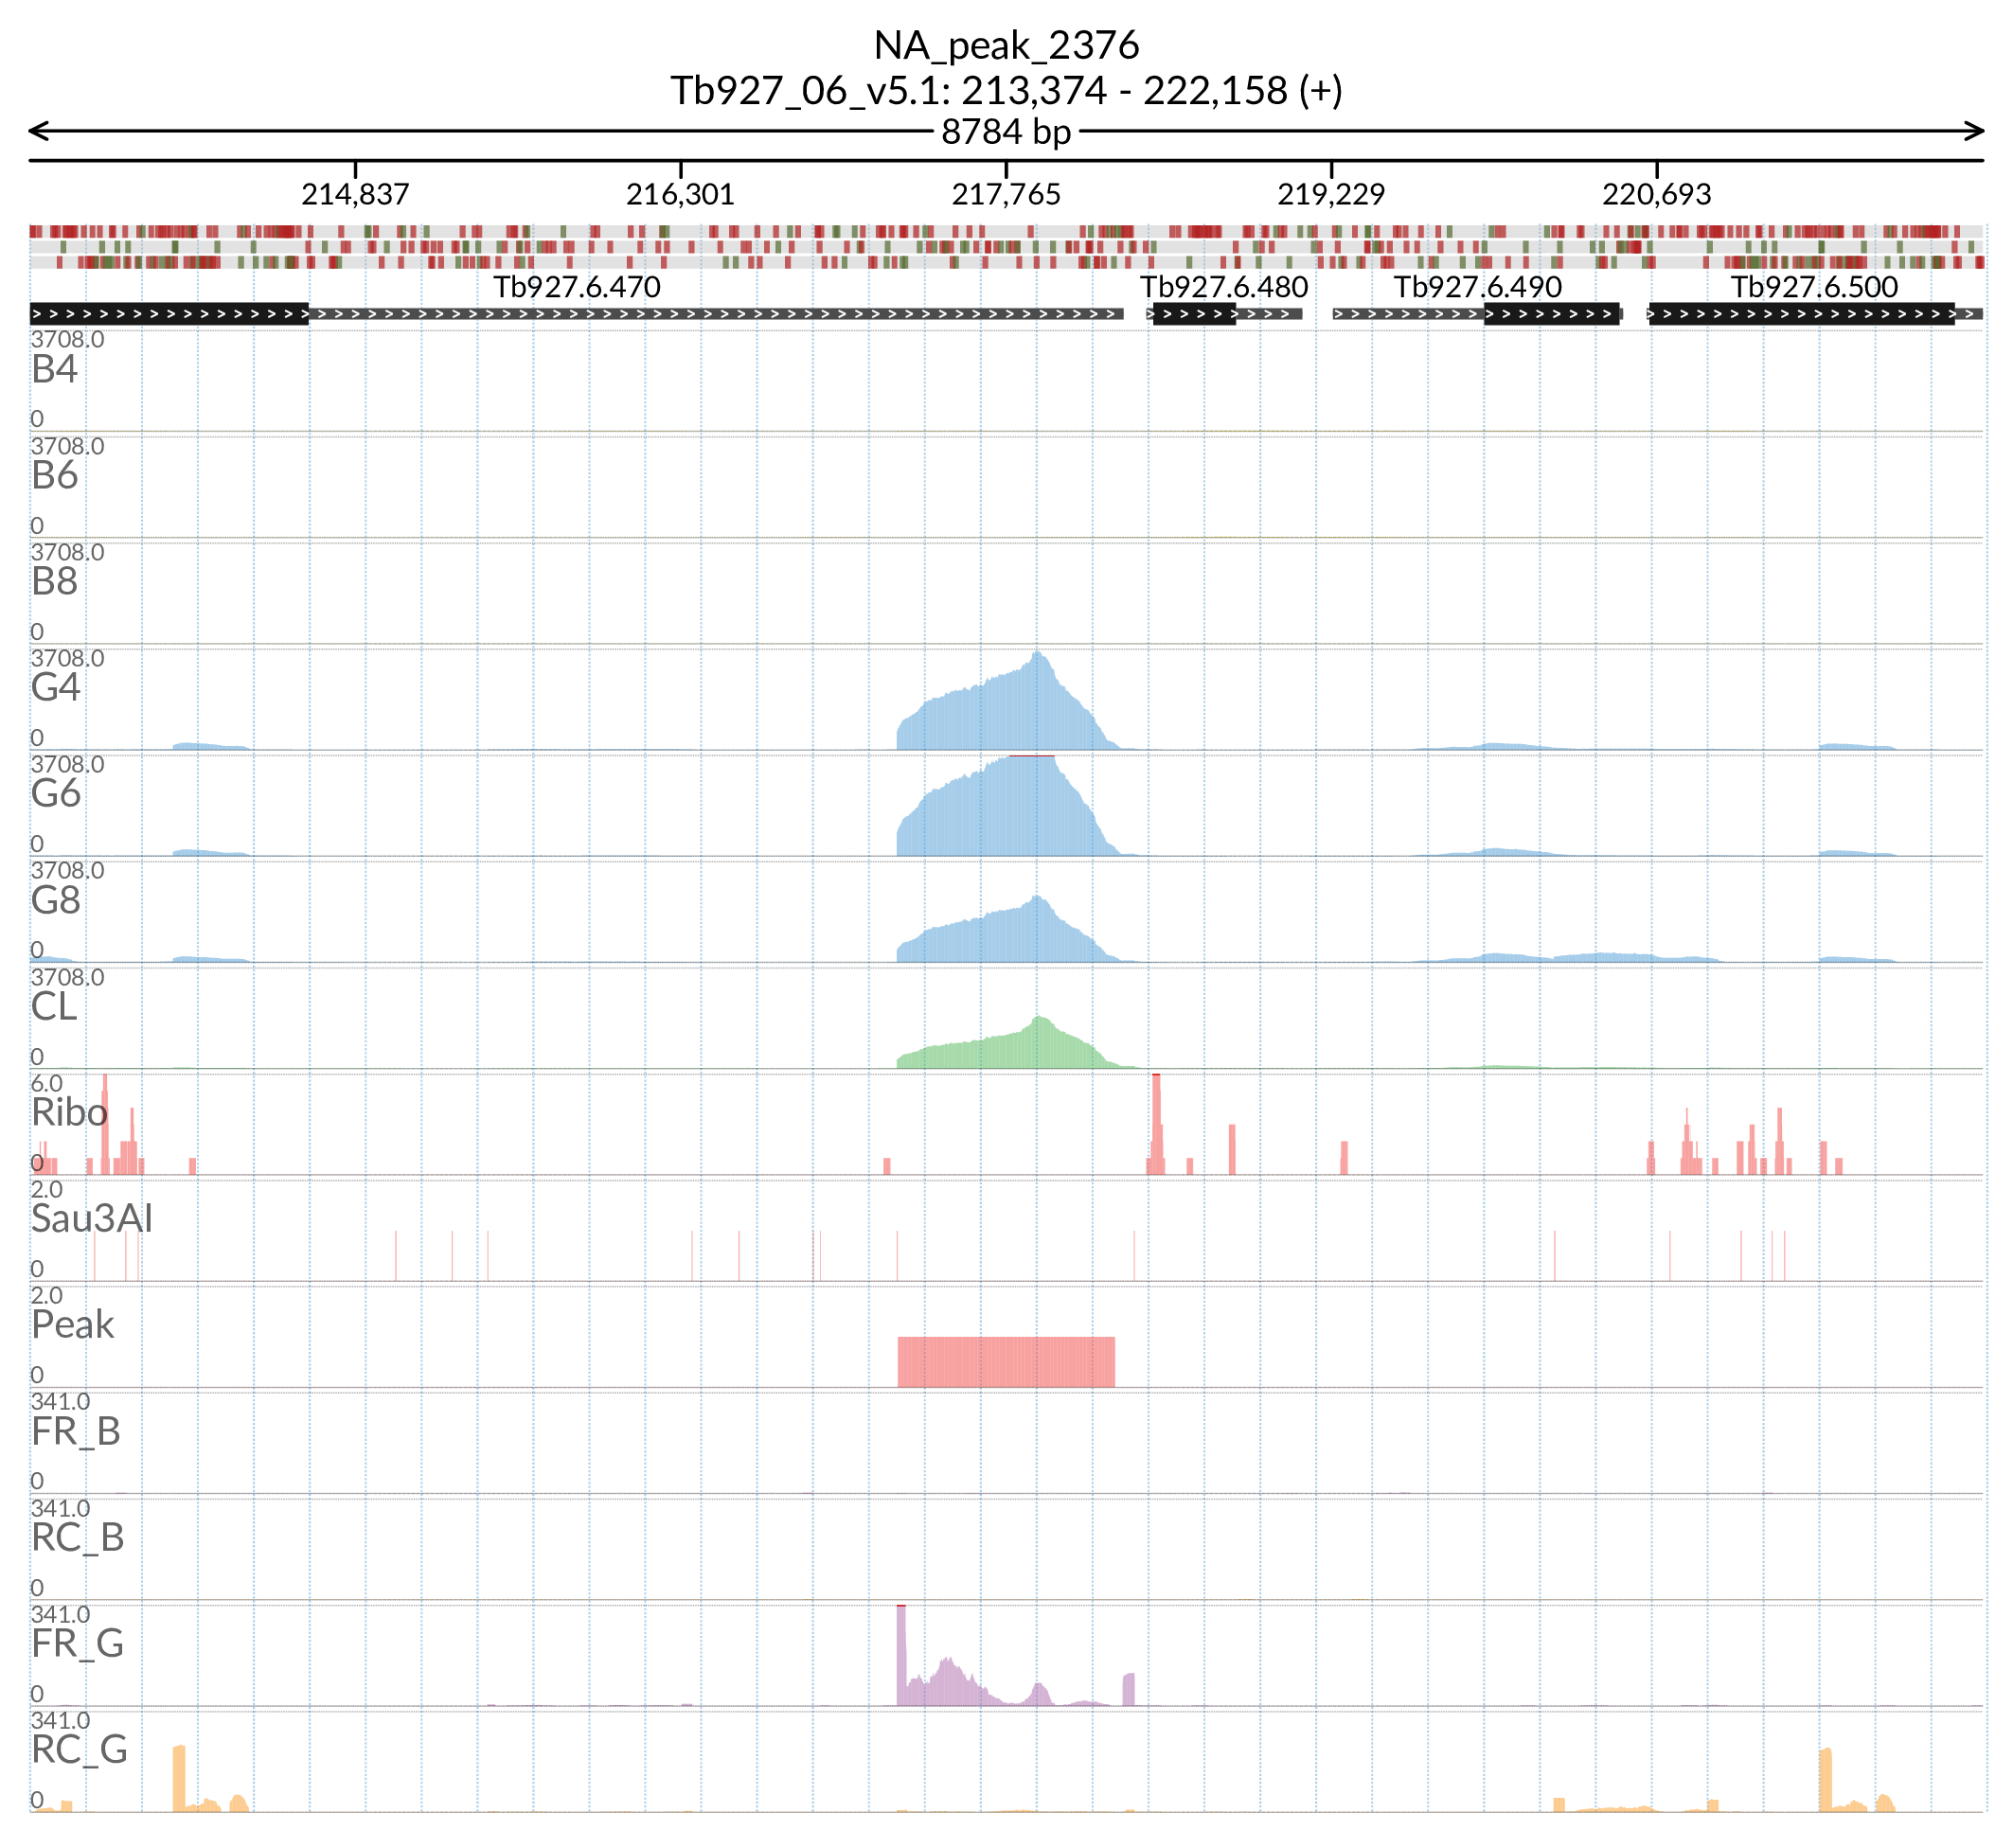 NA_peak_2376
Tb927_06_v5.1: 213,374 - 222,158 (+)
8784 bp
214,837 216,301 217,765 219,229 220,693
Tb927.6.470 Tb927.6.480 Tb927.6.490 Tb927.6.500
3708.0
B4
0
3708.0
B6
0
3708.0
B8
0
3708.0
G4
0
3708.0
G6
0
3708.0
G8
0
3708.0
CL
0
6.0
Ribo
0
2.0
Sau3AI
0
2.0
Peak
0
341.0
FR_B
0
341.0
RC_B
0
341.0
FR_G
0
341.0
RC_G
0